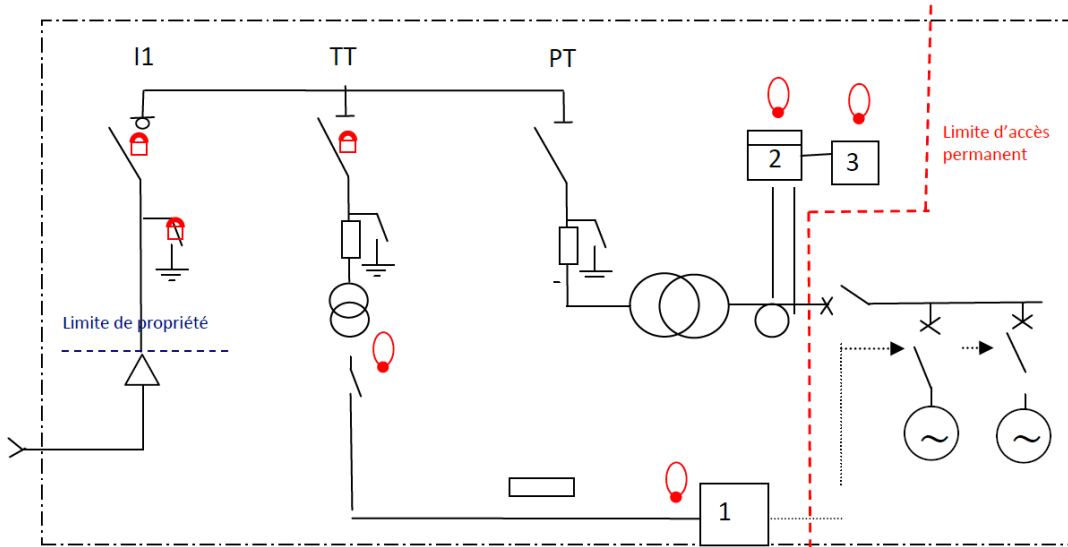 I1
TT
PT
2
3
Limite d'accès
permanent
Limite de propriété
1